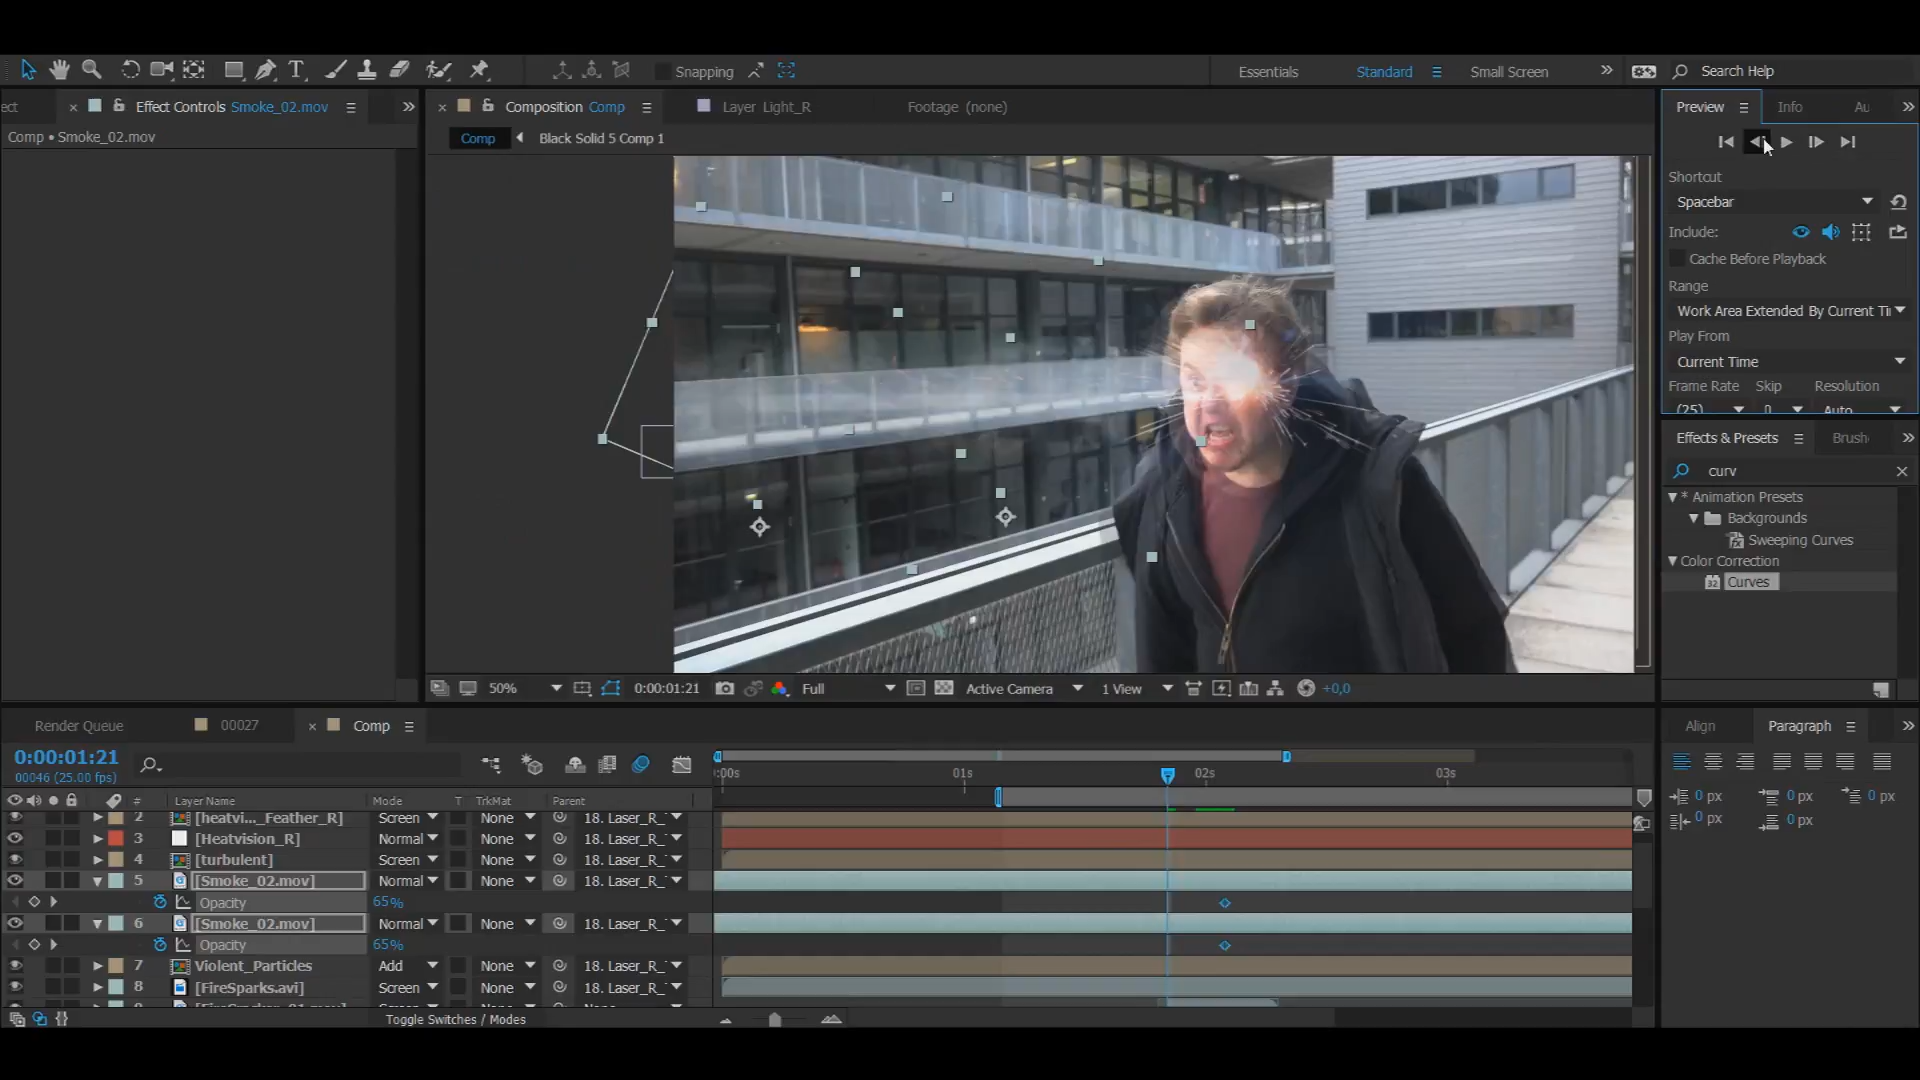 Snapping
Essentials
Standard
Small Screen
Search Help
ect
Effect Controls Smoke_02.mov
Composition Comp
Layer Light_R
Footage (none)
Preview
Info
Au
Comp • Smoke_02.mov
Comp
Black Solid 5 Comp 1
Shortcut
Spacebar
Include:
Cache Before Playback
Range
Work Area Extended By Current Ti
Play From
Current Time
Frame Rate Skip Resolution
(25) 0 Auto
Effects & Presets
Brush
curv
* Animation Presets
Backgrounds
Sweeping Curves
Color Correction
32 Curves
50%
0:00:01:21
Full
Active Camera
1 View
+0,0
Render Queue
00027
Comp
Align
Paragraph
0:00:01:21
00046 (25.00 fps)
:00s 01s 02s 03s
# Layer Name Mode T TrkMat Parent
2 [heatvi..._Feather_R] Screen None 18. Laser_R_
3 [Heatvision_R] Normal None 18. Laser_R_
4 [turbulent] Screen None 18. Laser_R_
5 [Smoke_02.mov] Normal None 18. Laser_R_
Opacity 65%
6 [Smoke_02.mov] Normal None 18. Laser_R_
Opacity 65%
7 Violent_Particles Add None 18. Laser_R_
8 [FireSparks.avi] Screen None 18. Laser_R_
0 px 0 px 0 px
0 px 0 px
Toggle Switches / Modes